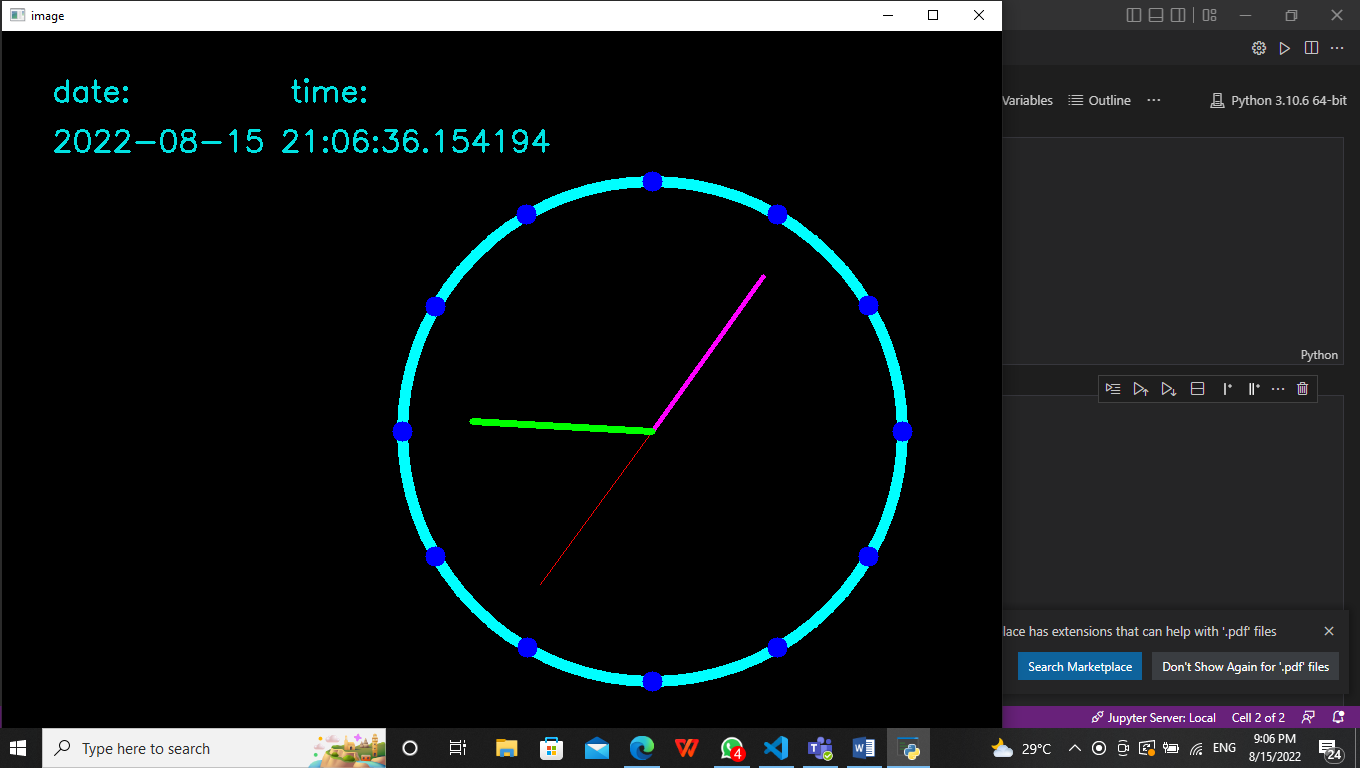 image
date: time:
2022-08-15 21:06:36.154194
Variables Outline ... Python 3.10.6 64-bit
Python
lace has extensions that can help with '.pdf' files
Search Marketplace Don't Show Again for '.pdf' files
Jupyter Server: Local Cell 2 of 2
Type here to search
4
29°C ENG 9:06 PM
8/15/2022
24